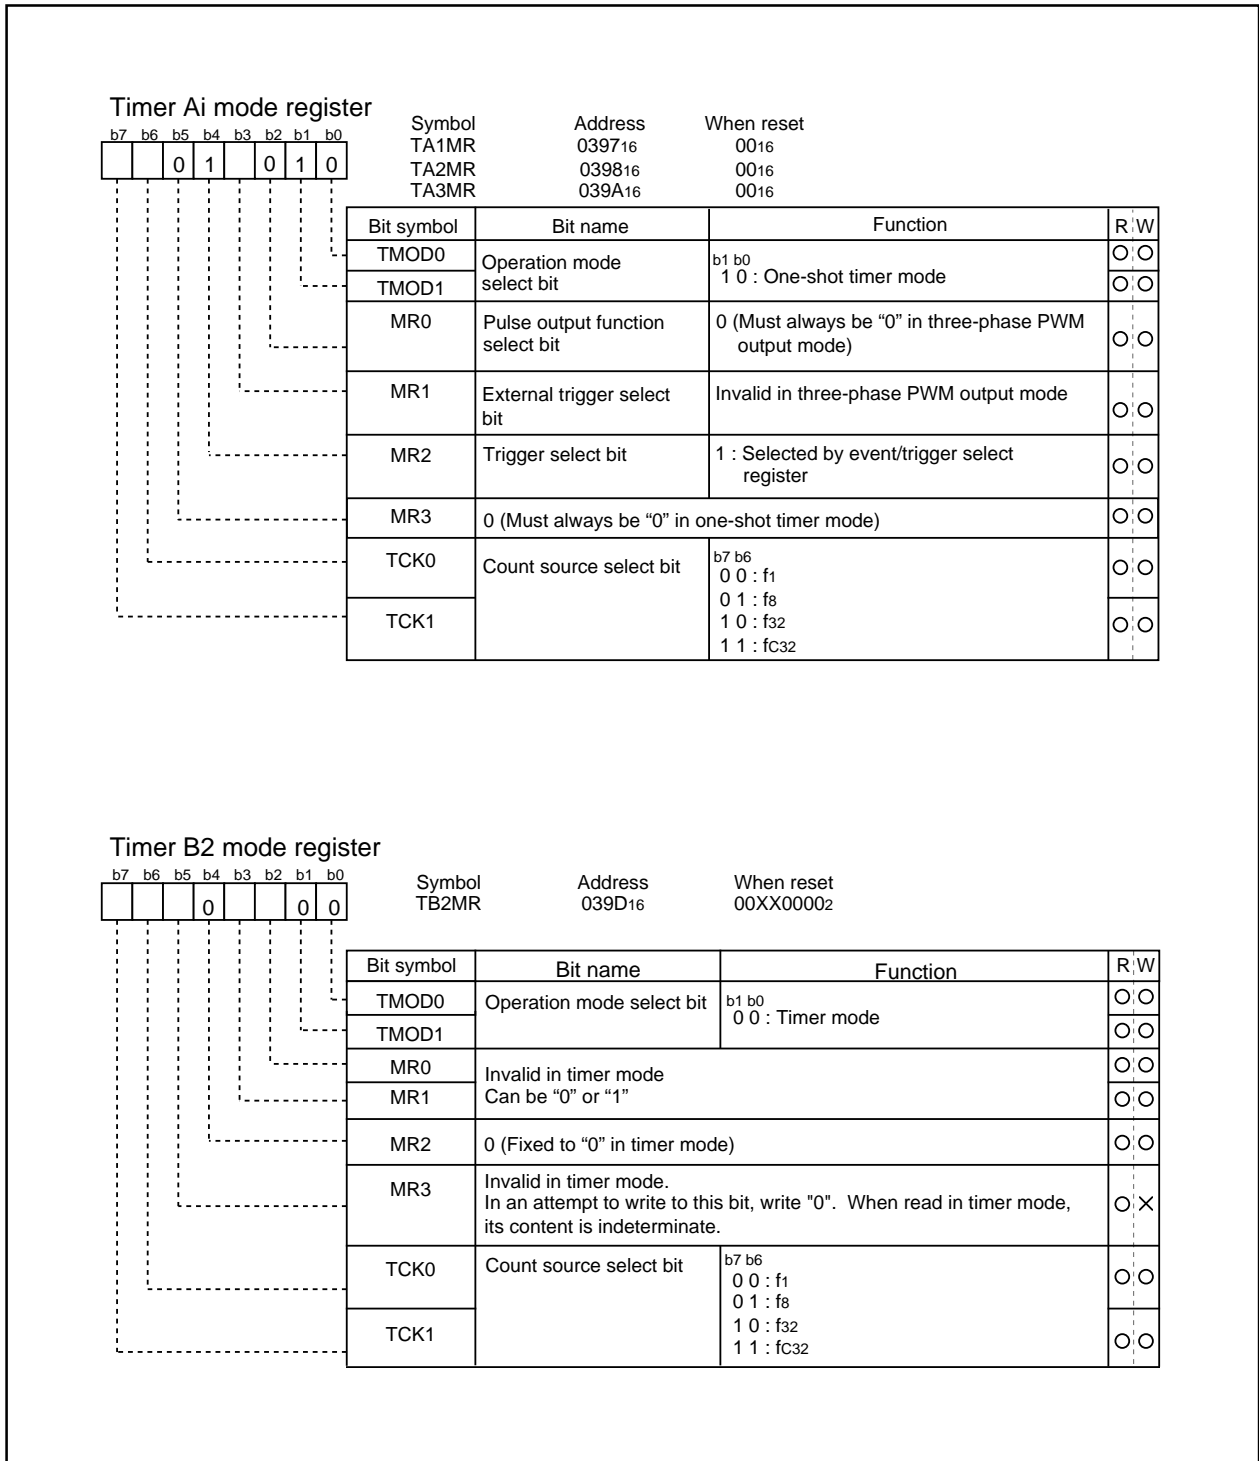 Timer Ai mode register
Symbol Address When reset
b7 b6 b5 b4 b3 b2 b1 b0
TA1MR 039716 0016
0 1 0 1 0
TA2MR 039816 0016
TA3MR 039A16 0016
Bit symbol Bit name Function R W
TMOD0 Operation mode select bit b1 b0
1 0 : One-shot timer mode
TMOD1
MR0 Pulse output function select bit 0 (Must always be “0” in three-phase PWM
output mode)
MR1 External trigger select bit Invalid in three-phase PWM output mode
MR2 Trigger select bit 1 : Selected by event/trigger select
register
MR3 0 (Must always be “0” in one-shot timer mode)
TCK0 Count source select bit b7 b6
0 0 : f1
0 1 : f8
TCK1 1 0 : f32
1 1 : fC32
Timer B2 mode register
b7 b6 b5 b4 b3 b2 b1 b0
Symbol Address When reset
0 0 0
TB2MR 039D16 00XX00002
Bit symbol Bit name Function R W
TMOD0 Operation mode select bit b1 b0
0 0 : Timer mode
TMOD1
MR0 Invalid in timer mode
MR1 Can be “0” or “1”
MR2 0 (Fixed to “0” in timer mode)
MR3 Invalid in timer mode.
In an attempt to write to this bit, write "0". When read in timer mode,
its content is indeterminate.
TCK0 Count source select bit b7 b6
0 0 : f1
0 1 : f8
TCK1 1 0 : f32
1 1 : fC32